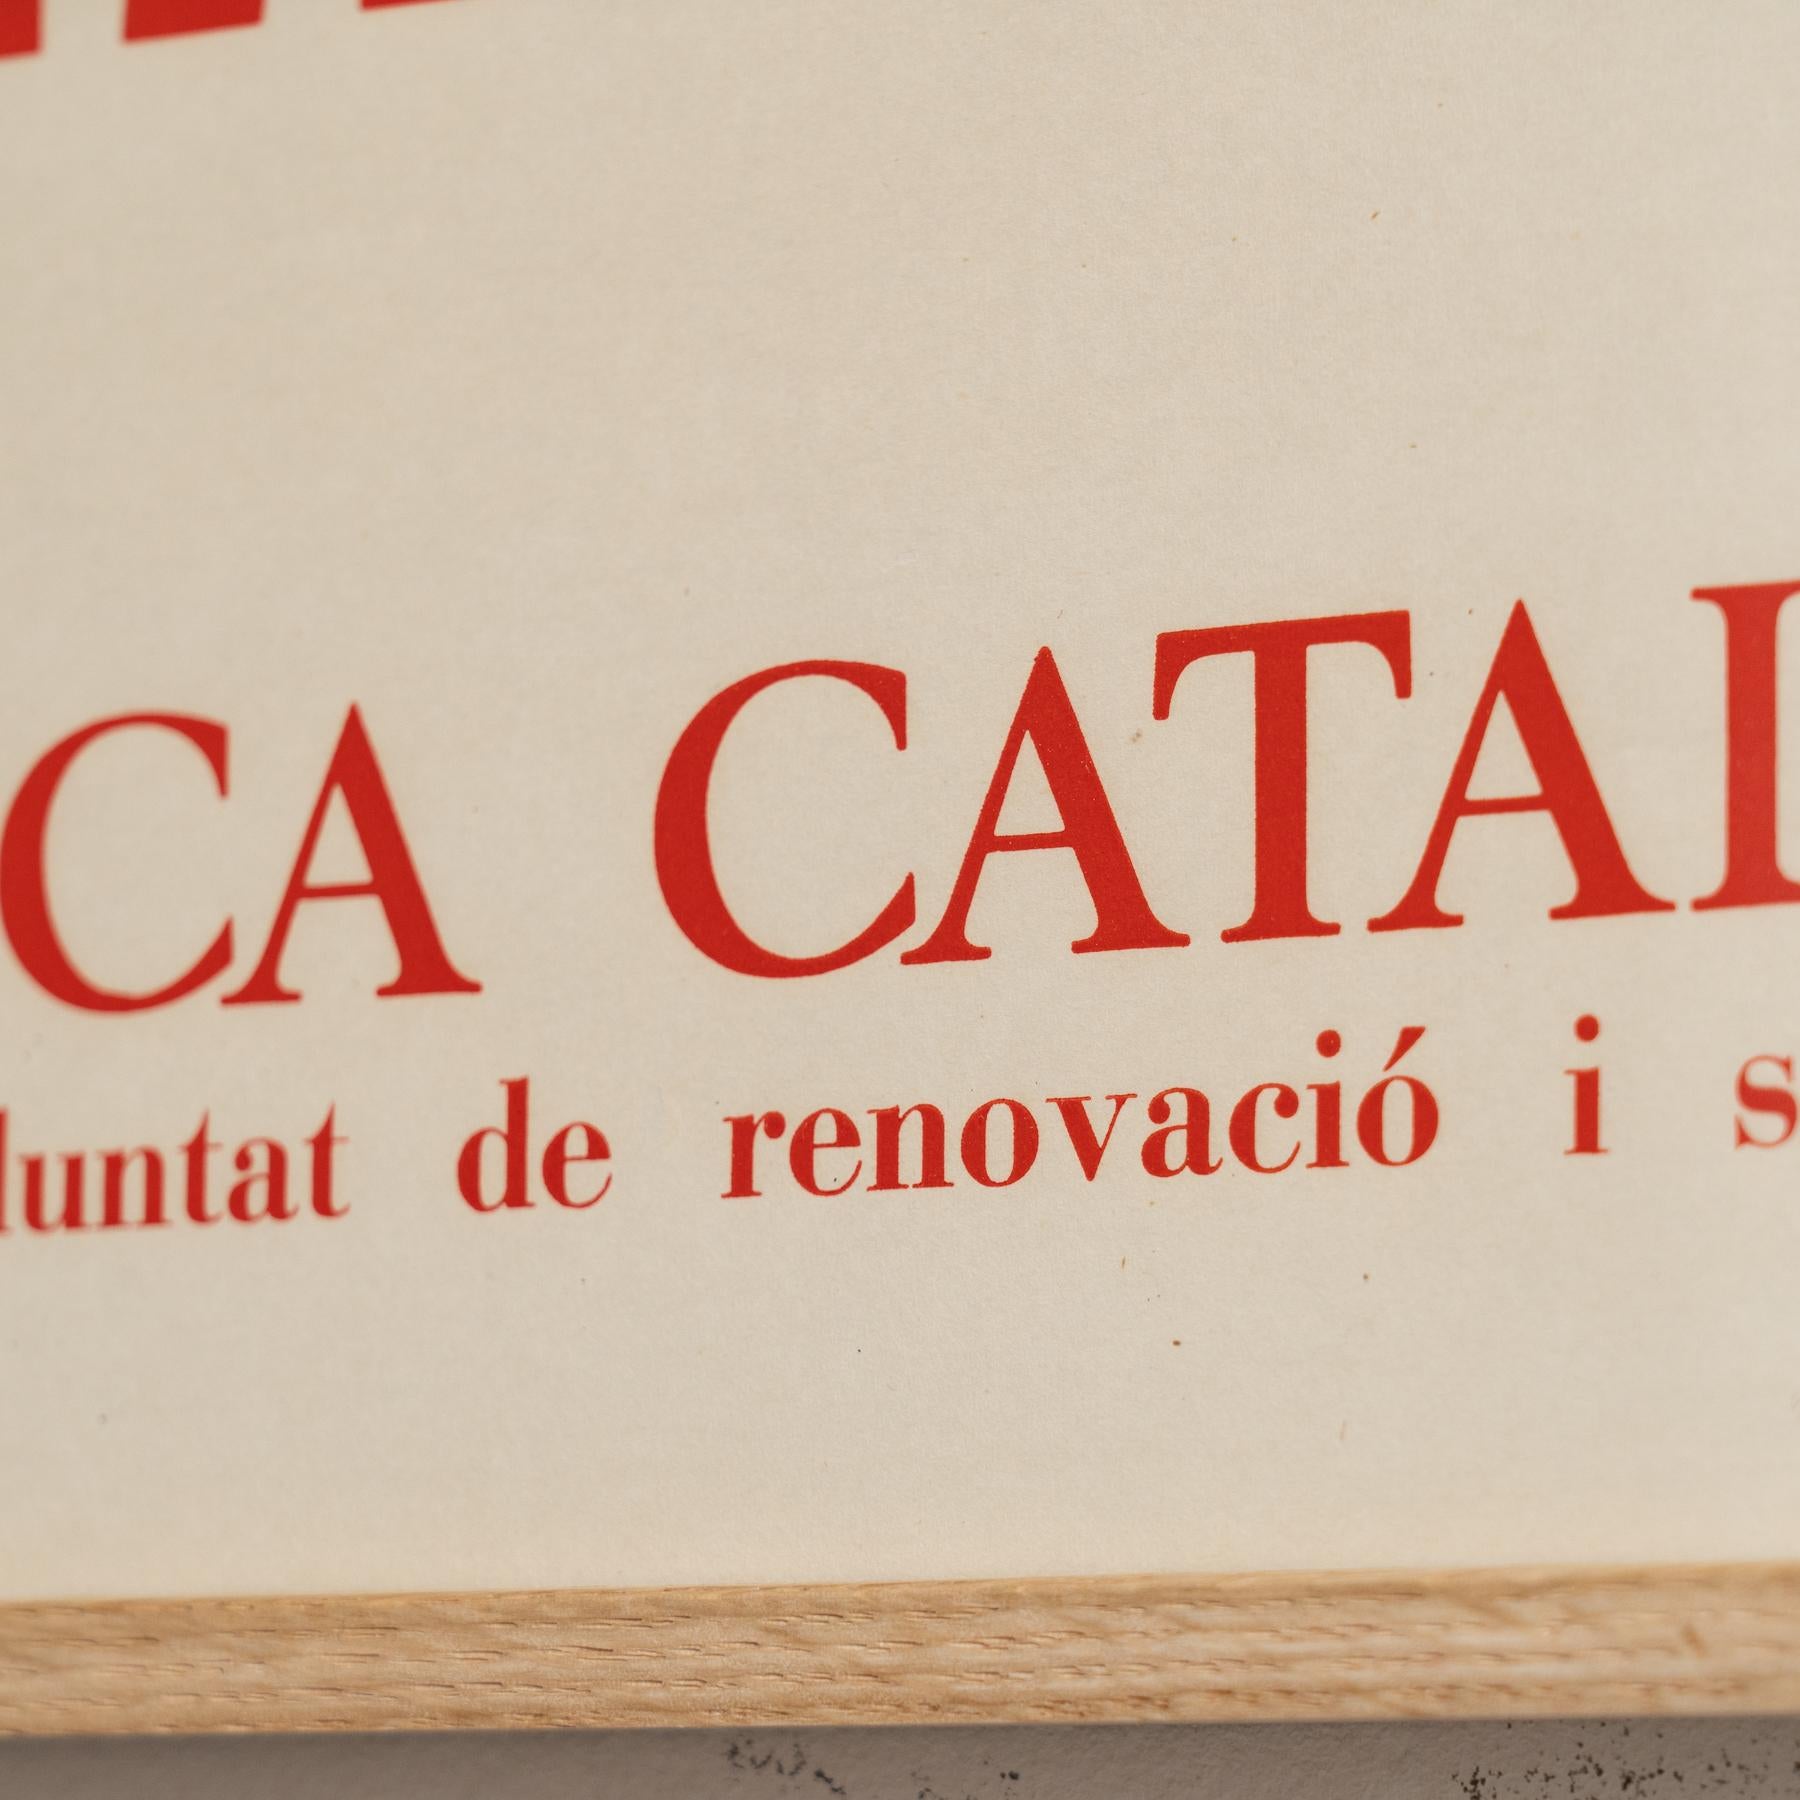 CA CATAL
luntat de renovació i s